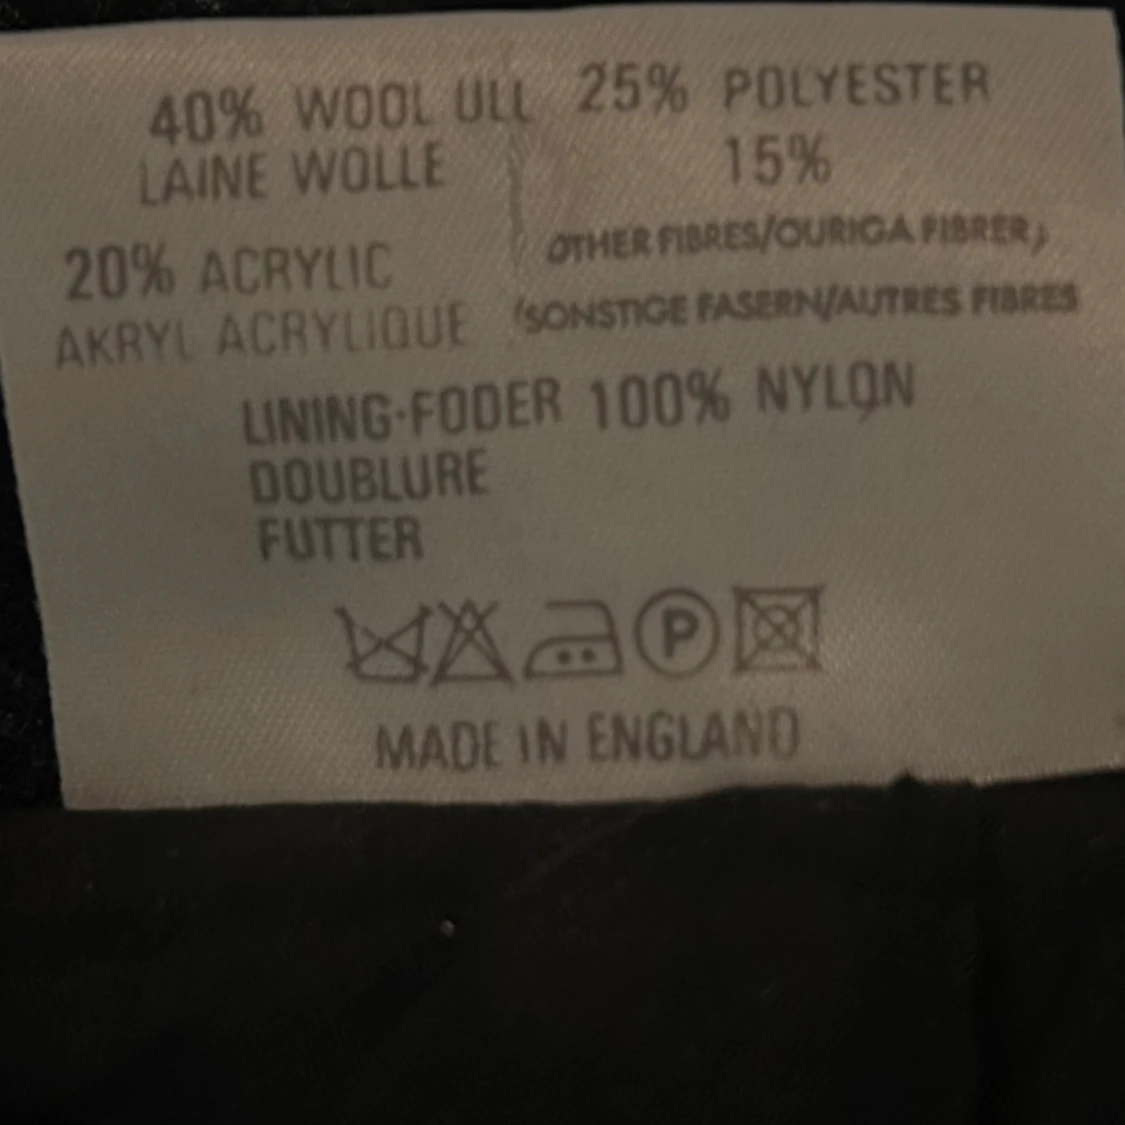 40% WOOL ULL
LAINE WOLLE
25% POLYESTER
15%
OTHER FIBRES/OURIGA FIBRER/
/SONSTIGE FASERN/AUTRES FIBRES
20% ACRYLIC
AKRYL ACRYLIQUE
LINING·FODER 100% NYLON
DOUBLURE
FUTTER
P
MADE IN ENGLAND